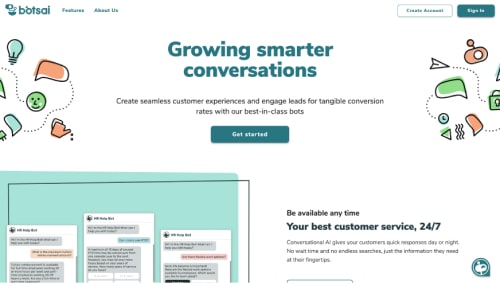 botsai Features About Us Create Account Sign In
Growing smarter
conversations
Create seamless customer experiences and engage leads for tangible conversion
rates with our best-in-class bots
Get started
Be available any time
Your best customer service, 24/7
Conversational AI gives your customers quick responses day or night.
No wait time and no endless searches, just the information they need
at their fingertips.
HR Help Bot
HR Help Bot
HR Help Bot